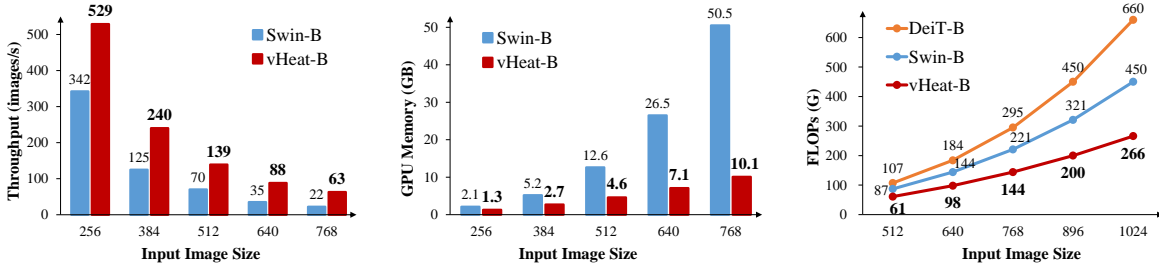 Throughput (images/s)
500
400
300
200
100
0
529
342
240
125
139
70
88
35
63
22
Swin-B
vHeat-B
256 384 512 640 768
Input Image Size
GPU Memory (GB)
50
40
30
20
10
0
2.1 1.3
5.2 2.7
12.6 4.6
26.5 7.1
50.5 10.1
Swin-B
vHeat-B
256 384 512 640 768
Input Image Size
FLOPs (G)
600
500
400
300
200
100
0
DeiT-B
Swin-B
vHeat-B
107 184 295 450 660
87 144 221 321 450
61 98 144 200 266
512 640 768 896 1024
Input Image Size